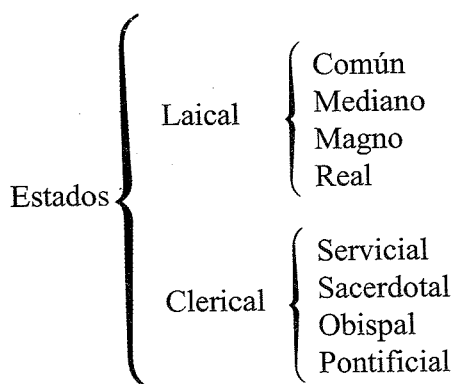 Estados
Laical
Común
Mediano
Magno
Real
Clerical
Servicial
Sacerdotal
Obispal
Pontificial